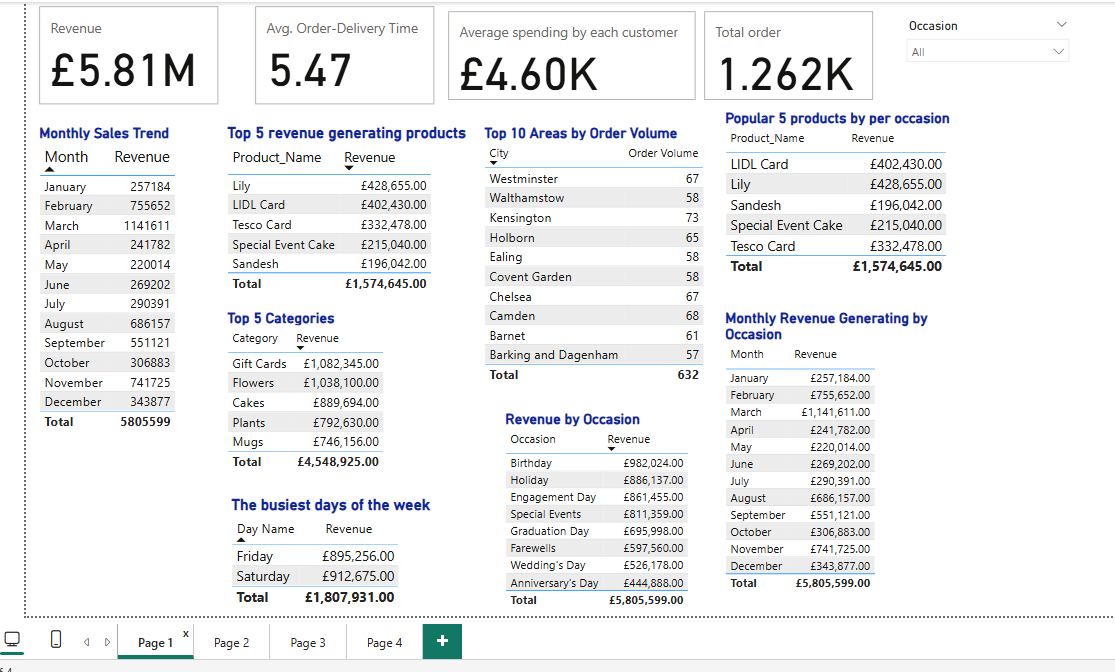 Revenue
£5.81M
Avg. Order-Delivery Time
5.47
Average spending by each customer
£4.60K
Total order
1.262K
Occasion
All
Monthly Sales Trend
Month Revenue
January 257184
February 755652
March 1141611
April 241782
May 220014
June 269202
July 290391
August 686157
September 551121
October 306883
November 741725
December 343877
Total 5805599
Top 5 revenue generating products
Product_Name Revenue
Lily £428,655.00
LIDL Card £402,430.00
Tesco Card £332,478.00
Special Event Cake £215,040.00
Sandesh £196,042.00
Total £1,574,645.00
Top 5 Categories
Category Revenue
Gift Cards £1,082,345.00
Flowers £1,038,100.00
Cakes £889,694.00
Plants £792,630.00
Mugs £746,156.00
Total £4,548,925.00
The busiest days of the week
Day Name Revenue
Friday £895,256.00
Saturday £912,675.00
Total £1,807,931.00
Top 10 Areas by Order Volume
City Order Volume
Westminster 67
Walthamstow 58
Kensington 73
Holborn 65
Ealing 58
Covent Garden 58
Chelsea 67
Camden 68
Barnet 61
Barking and Dagenham 57
Total 632
Revenue by Occasion
Occasion Revenue
Birthday £982,024.00
Holiday £886,137.00
Engagement Day £861,455.00
Special Events £811,359.00
Graduation Day £695,998.00
Farewells £597,560.00
Wedding's Day £526,178.00
Anniversary's Day £444,888.00
Total £5,805,599.00
Popular 5 products by per occasion
Product_Name Revenue
LIDL Card £402,430.00
Lily £428,655.00
Sandesh £196,042.00
Special Event Cake £215,040.00
Tesco Card £332,478.00
Total £1,574,645.00
Monthly Revenue Generating by
Occasion
Month Revenue
January £257,184.00
February £755,652.00
March £1,141,611.00
April £241,782.00
May £220,014.00
June £269,202.00
July £290,391.00
August £686,157.00
September £551,121.00
October £306,883.00
November £741,725.00
December £343,877.00
Total £5,805,599.00
Page 1 x
Page 2
Page 3
Page 4
+